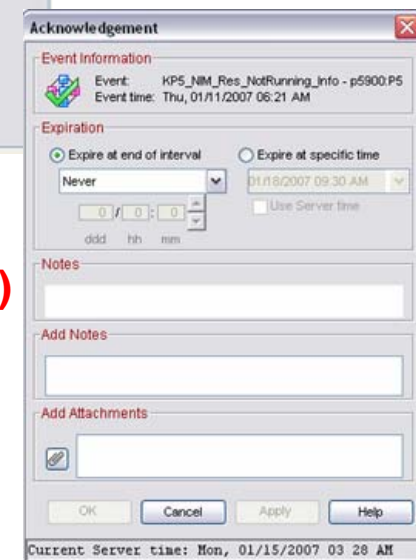 Acknowledgement
Event Information
Event: KP5_NIM_Res_NotRunning_Info - p5900:P5
Event time: Thu, 01/11/2007 06:21 AM
Expiration
Expire at end of interval
Expire at specific time
Never
01/18/2007 09:30 AM
0 / 0 : 0
Use Server time
ddd hh mm
)
Notes
Add Notes
Add Attachments
OK Cancel Apply Help
Current Server time: Mon, 01/15/2007 03 28 AM